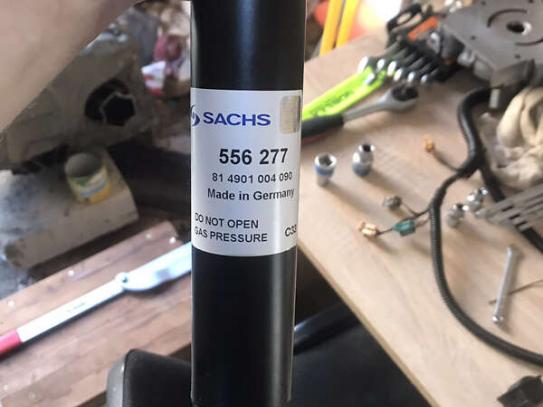 SACHS
556 277
81 4901 004 090
Made in Germany
DO NOT OPEN
GAS PRESSURE